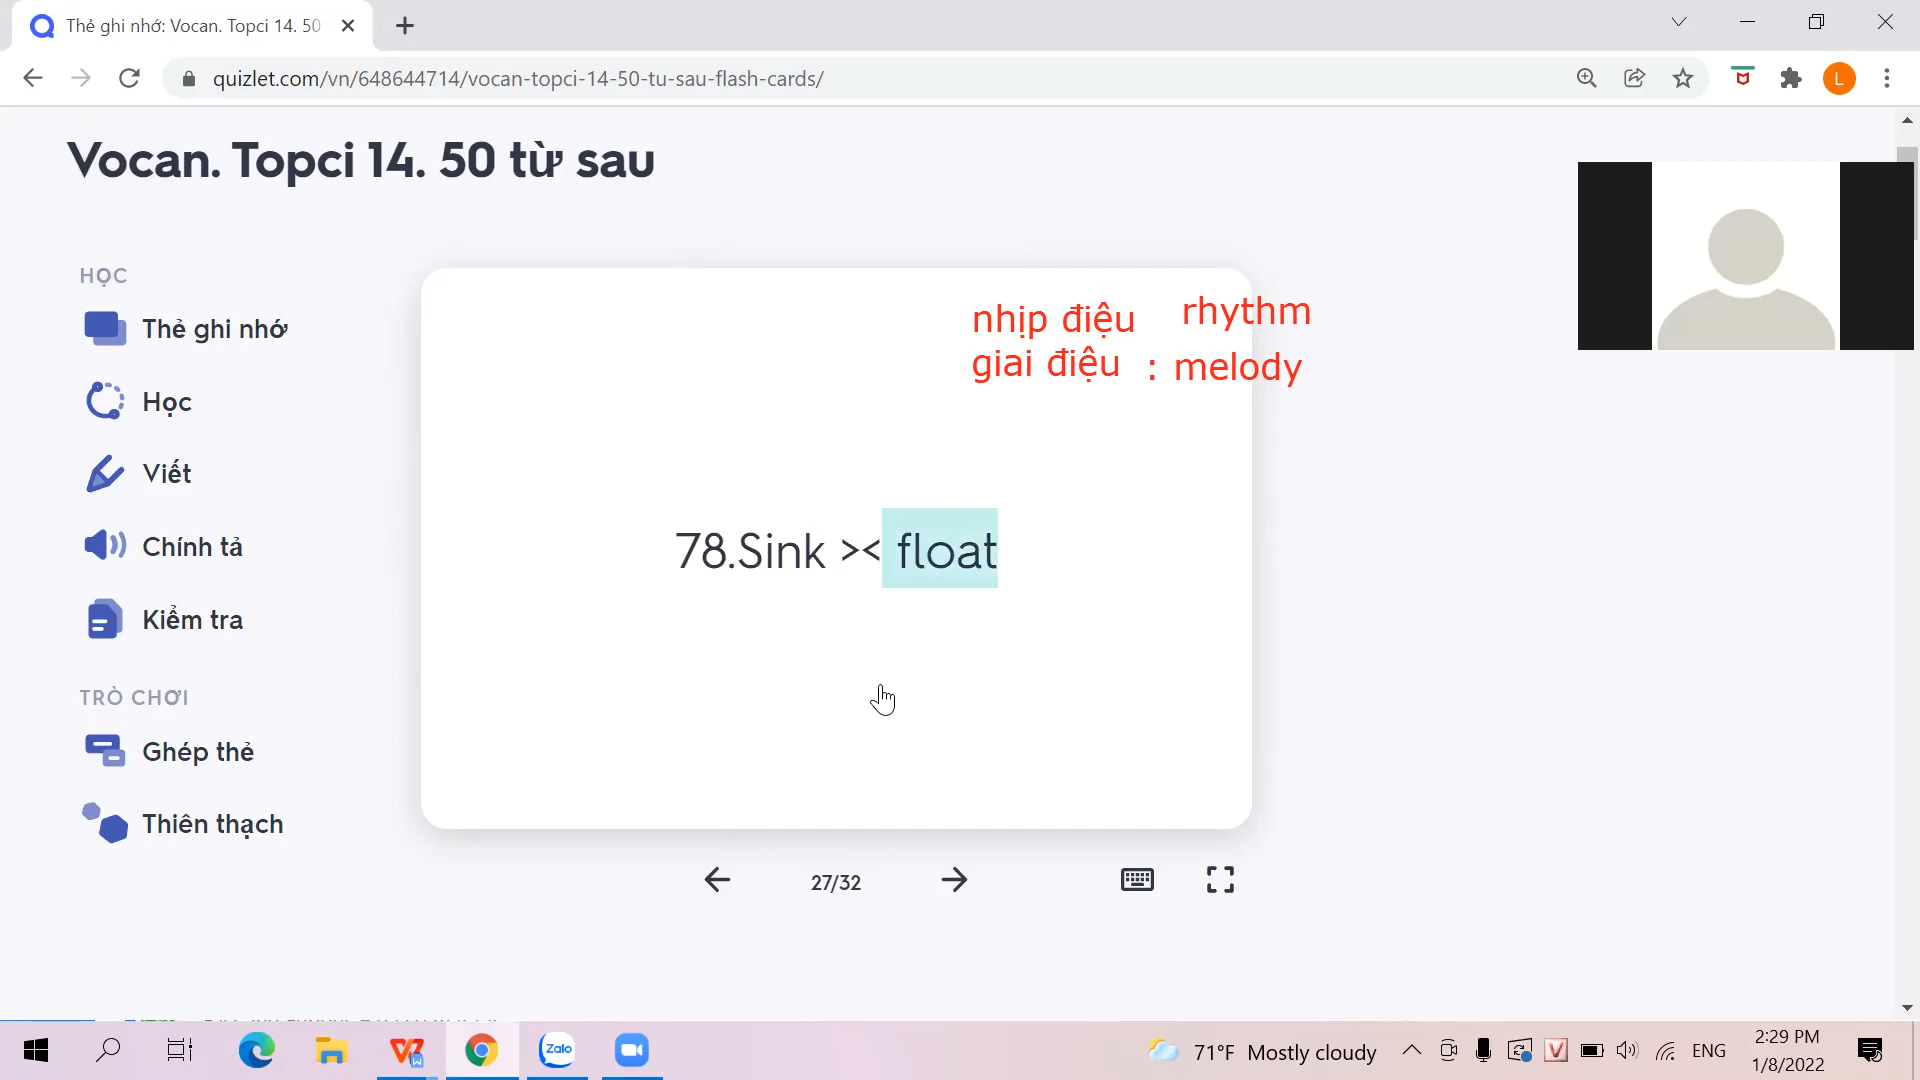 Thẻ ghi nhớ: Vocan. Topci 14. 50
quizlet.com/vn/648644714/vocan-topci-14-50-tu-sau-flash-cards/
L
Vocan. Topci 14. 50 từ sau
HỌC
Thẻ ghi nhớ
Học
Viết
Chính tả
Kiểm tra
TRÒ CHƠI
Ghép thẻ
Thiên thạch
nhịp điệu rhythm
giai điệu : melody
78.Sink >< float
27/32
Zalo
71°F Mostly cloudy
ENG
2:29 PM
1/8/2022